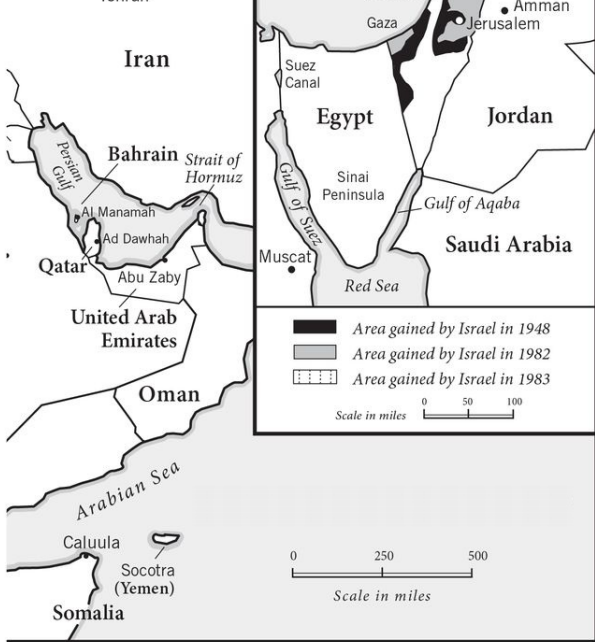 Iran
Persian
Gulf
Bahrain
Strait of
Hormuz
Al Manamah
Ad Dawhah
Qatar
Abu Zaby
United Arab
Emirates
Oman
Arabian Sea
Caluula
Socotra
(Yemen)
Somalia
0 250 500
Scale in miles
Amman
Gaza
Jerusalem
Suez
Canal
Egypt
Jordan
Sinai
Peninsula
Gulf of Suez
Gulf of Aqaba
Saudi Arabia
Muscat
Red Sea
Area gained by Israel in 1948
Area gained by Israel in 1982
Area gained by Israel in 1983
Scale in miles
0 50 100